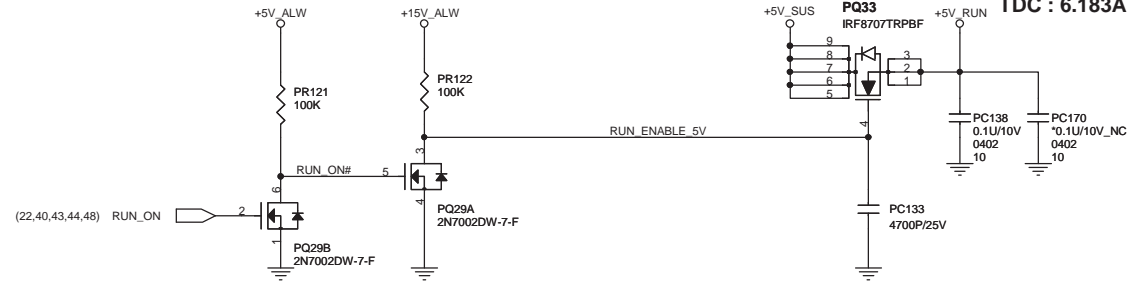 +5V_ALW
+15V_ALW
+5V_SUS
PQ33
IRF8707TRPBF
+5V_RUN
TDC : 6.183A
9
8
7
6
5
3
2
1
4
PR121
100K
PR122
100K
RUN_ENABLE_5V
PC138
0.1U/10V
0402
10
PC170
*0.1U/10V_NC
0402
10
RUN_ON#
6
5
3
4
PQ29A
2N7002DW-7-F
(22,40,43,44,48) RUN_ON
2
1
PQ29B
2N7002DW-7-F
PC133
4700P/25V